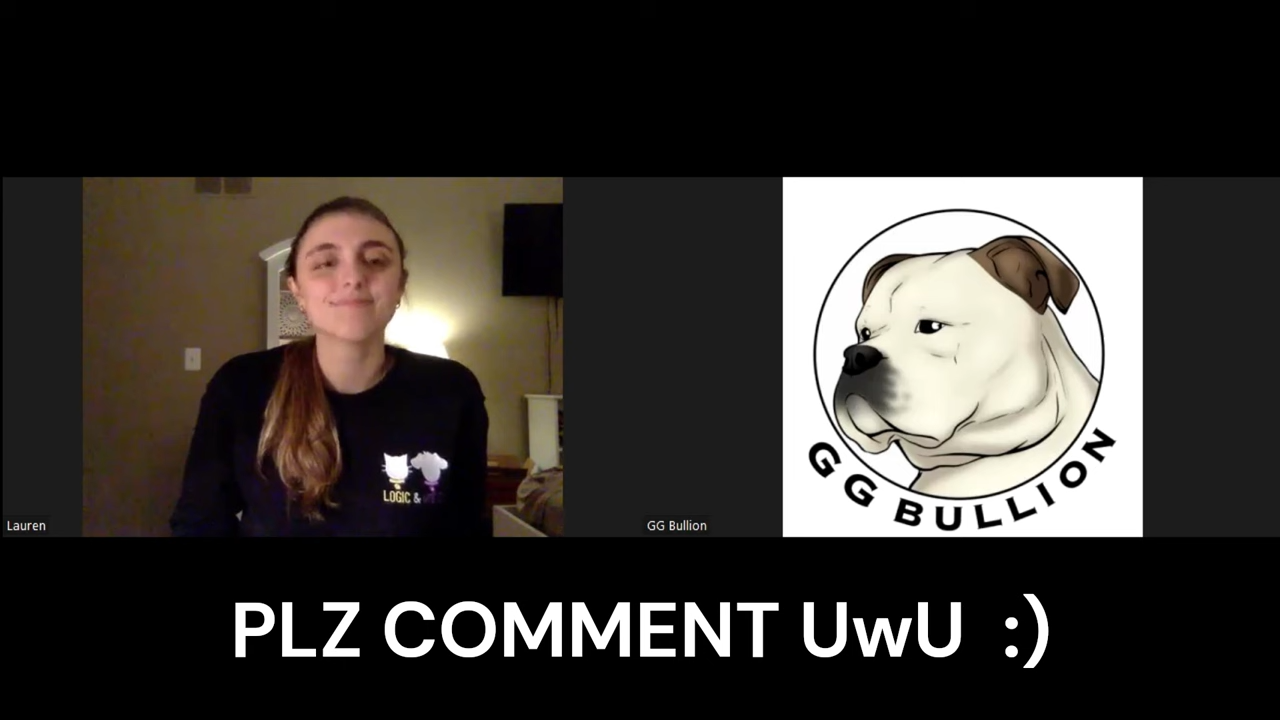 LOGIC &
Lauren
GG Bullion
GG BULLION
PLZ COMMENT UwU :)